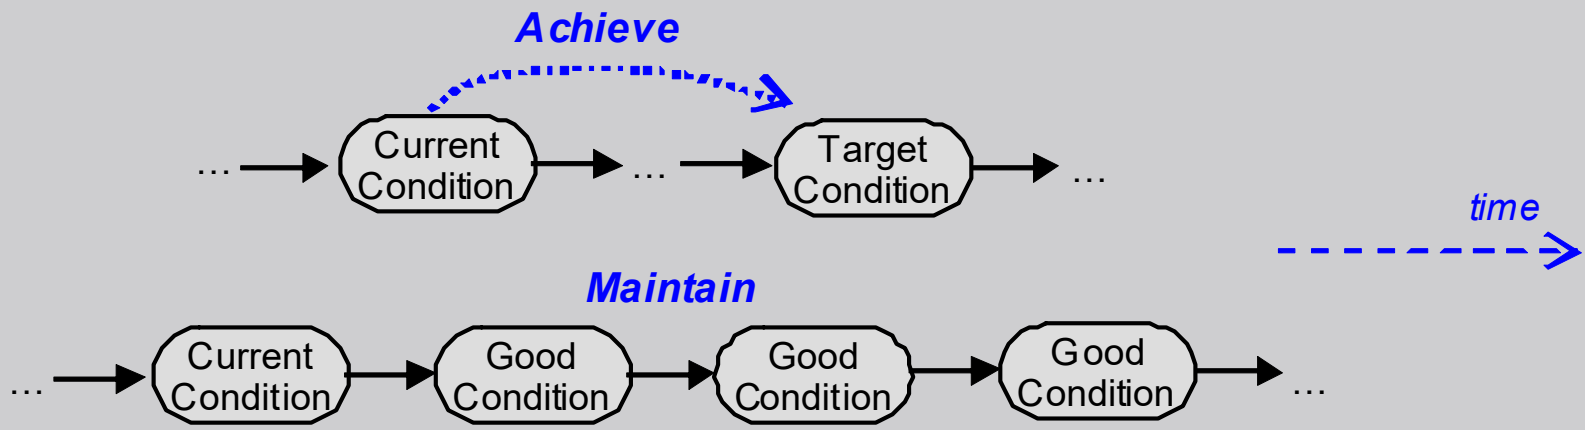 Achieve
... Current Condition ... Target Condition ...
time
Maintain
... Current Condition Good Condition Good Condition Good Condition ...